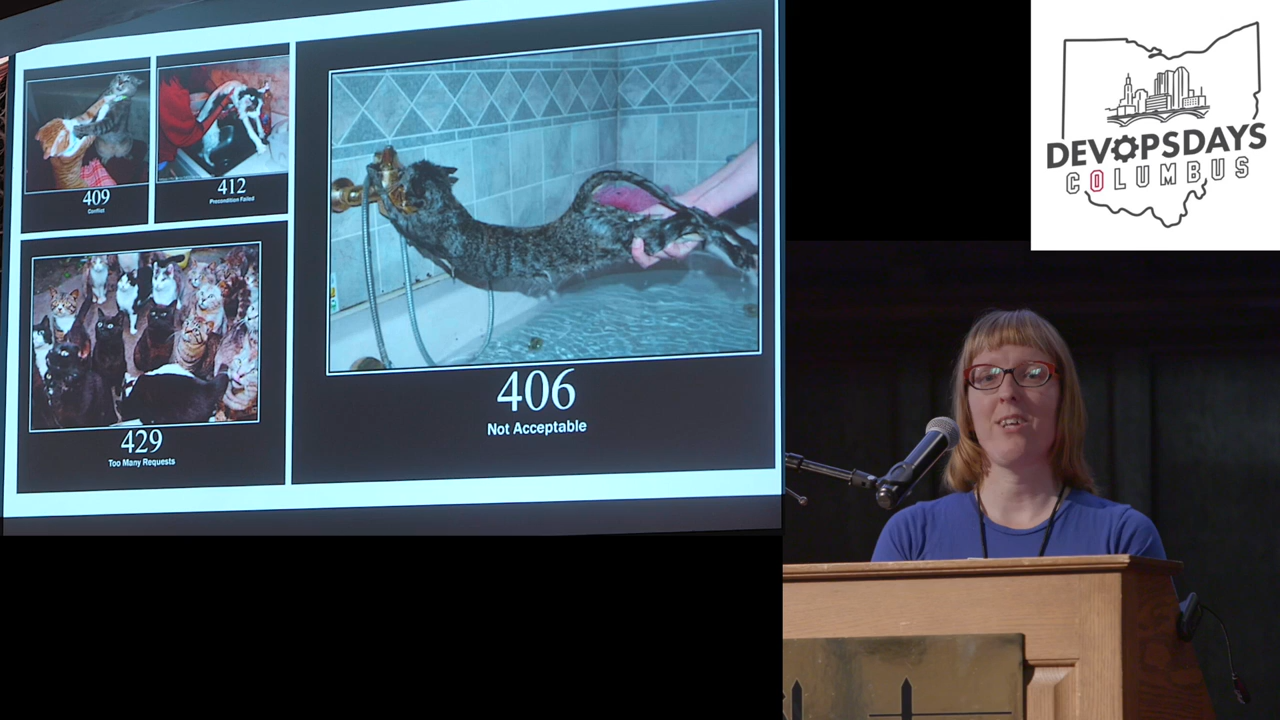 409
Conflict
412
Precondition Failed
429
Too Many Requests
406
Not Acceptable
DEVOPSDAYS
COLUMBUS